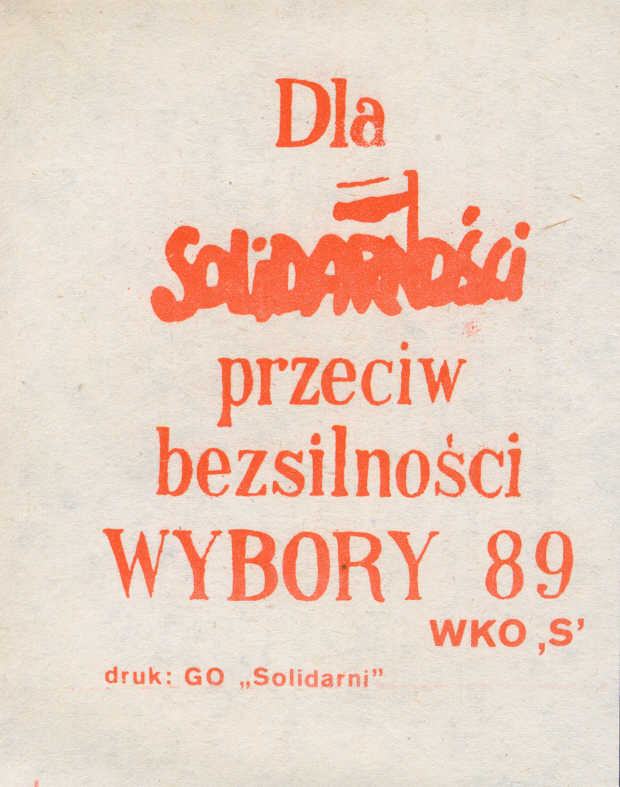 Dla
SOLiDARNOŚCi
przeciw
bezsilności
WYBORY 89
WKO ‚S’
druk: GO „Solidarni”